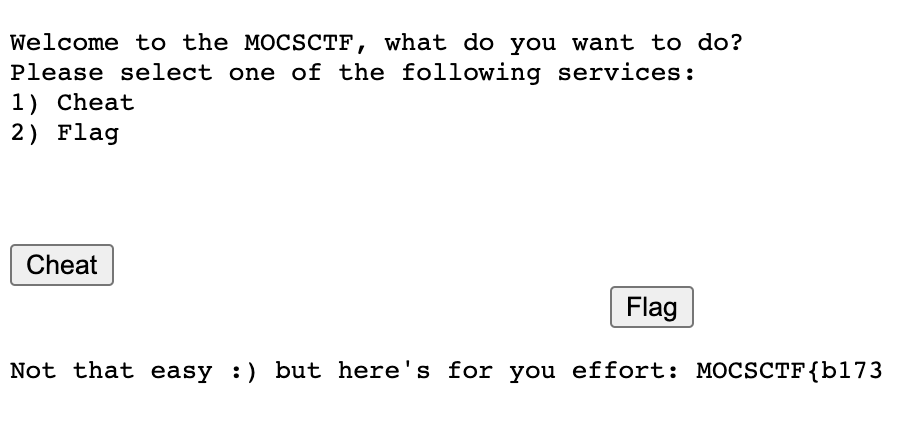 Welcome to the MOCSCTF, what do you want to do?
Please select one of the following services:
1) Cheat
2) Flag
Cheat
Flag
Not that easy :) but here's for you effort: MOCSCTF{b173